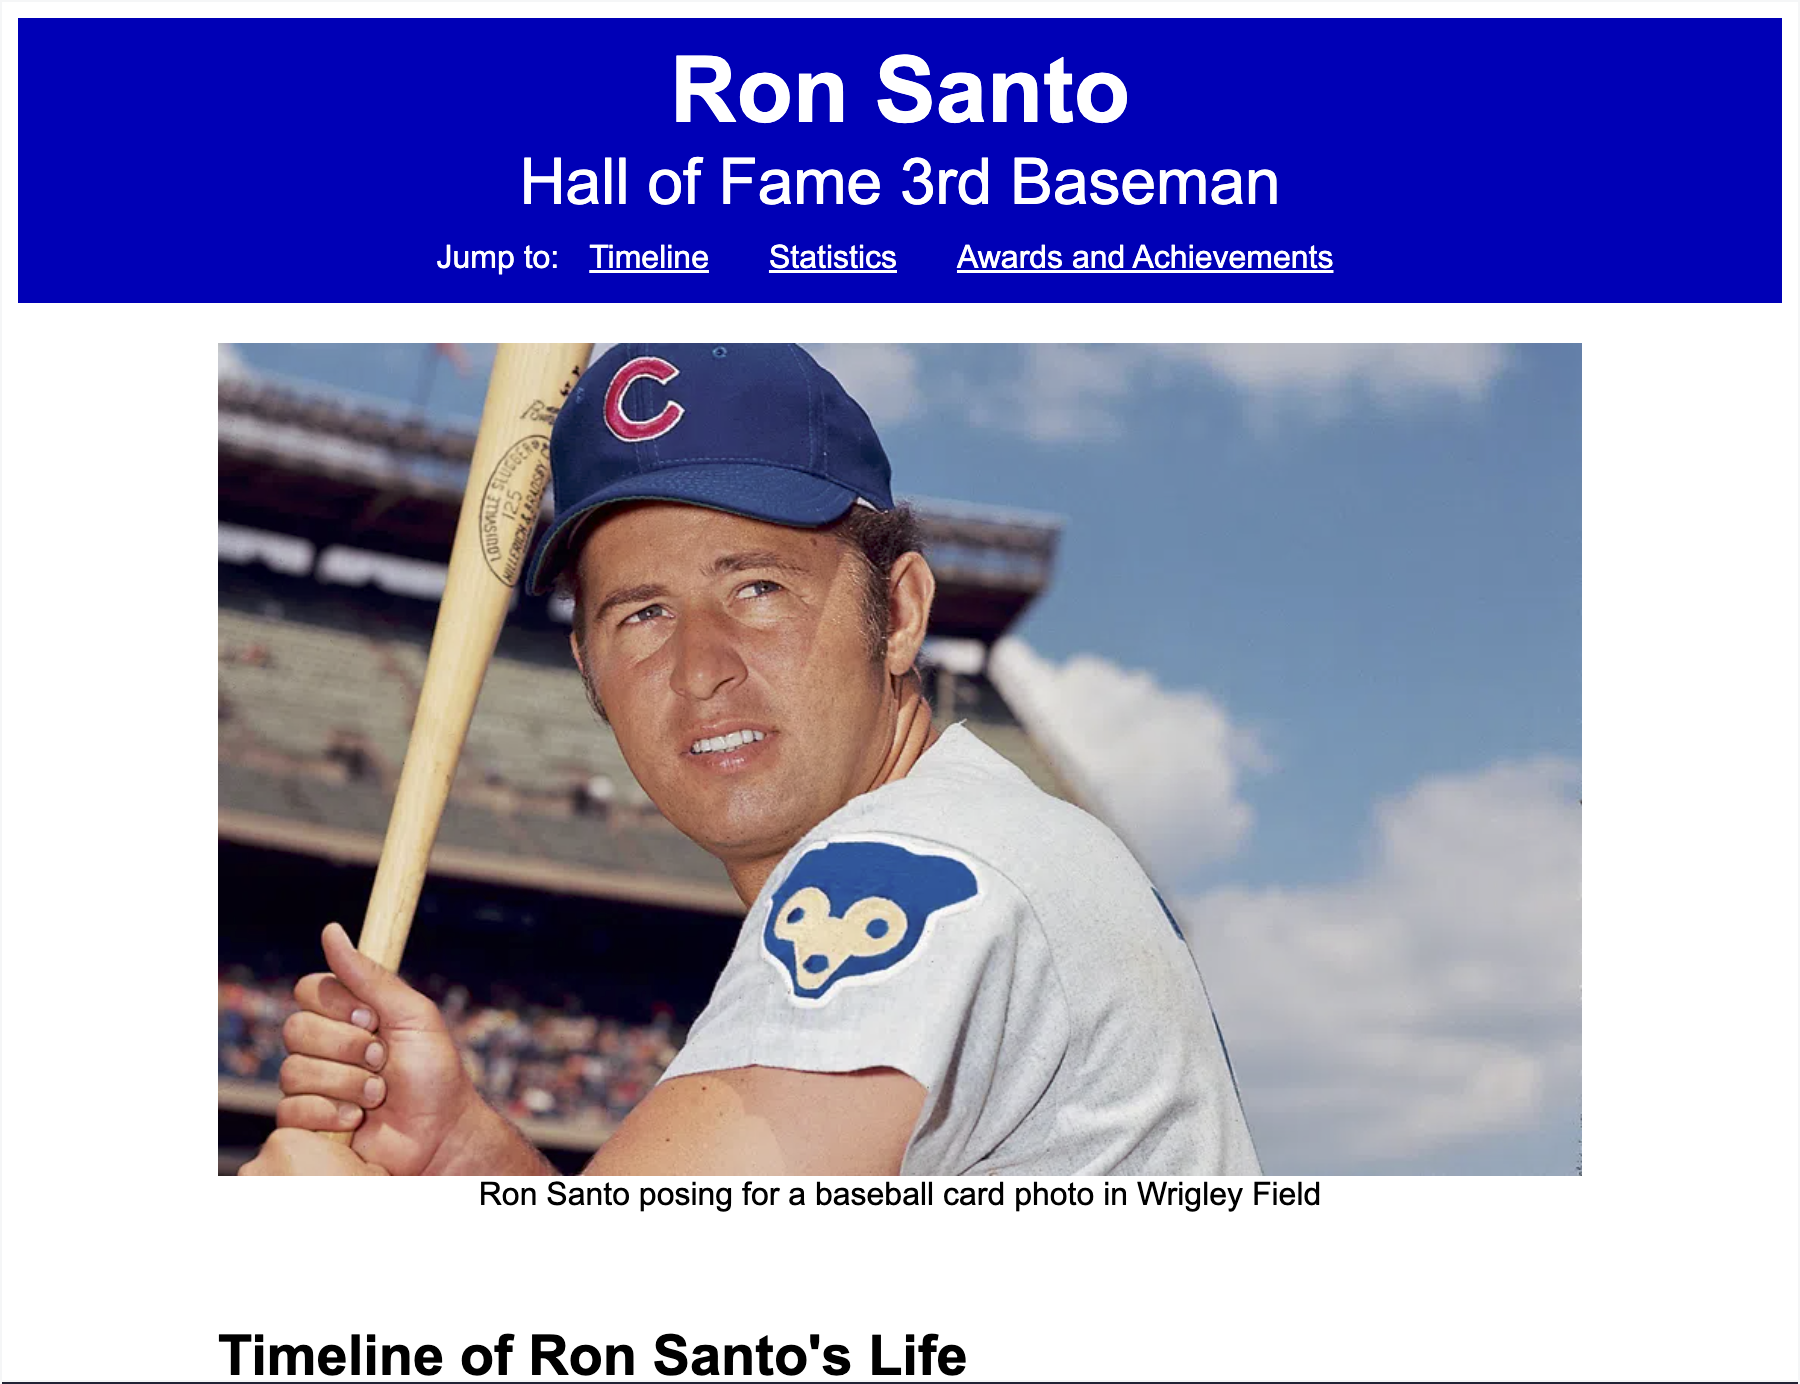 Ron Santo
Hall of Fame 3rd Baseman
Jump to: Timeline Statistics Awards and Achievements
C
LOUISVILLE SLUGGER
125
HILLERICH & BRADSBY C
Ron Santo posing for a baseball card photo in Wrigley Field
Timeline of Ron Santo's Life